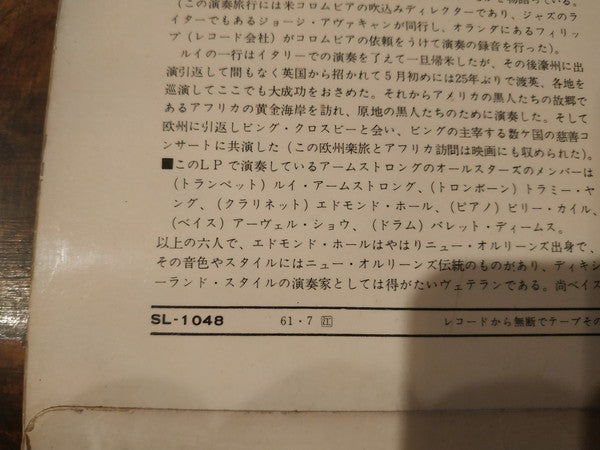 （この演奏旅行には米コロムビアの吹込みディレクターであり、ジャズのラ
イターでもあるジョージ・アヴァキャンが同行し、オランダにあるフィリッ
プ（レコード会社）がコロムビアの依頼をうけて演奏の録音を行った）。
ルイの一行はイタリーでの演奏を了えて一旦帰米したが、その後濠州に出
演引返して間もなく英国から招かれて５月初めには25年ぶりで渡英、各地を
巡演してここでも大成功をおさめた。それからアメリカの黒人たちの故郷で
あるアフリカの黄金海岸を訪れ、原地の黒人たちのために演奏した。そして
欧州に引返しビング・クロスビーと会い、ビングの主宰する数ケ国の慈善コ
ンサートに共演した（この欧州楽旅とアフリカ訪問は映画にも収められた）。
■このＬＰで演奏しているアームストロングのオールスターズのメンバーは
（トランペット）ルイ・アームストロング、（トロンボーン）トラミー・ヤ
ング、（クラリネット）エドモンド・ホール、（ピアノ）ビリー・カイル、
（ベイス）アーヴェル・ショウ、（ドラム）バレット・ディームス。
以上の六人で、エドモンド・ホールはやはりニュー・オルリーンズ出身で、
その音色やスタイルにはニュー・オルリーンズ伝統のものがあり、ディキシ
ーランド・スタイルの演奏家としては得がたいヴェテランである。尚ベイス
SL-1048 61・7 レコードから無断でテープその